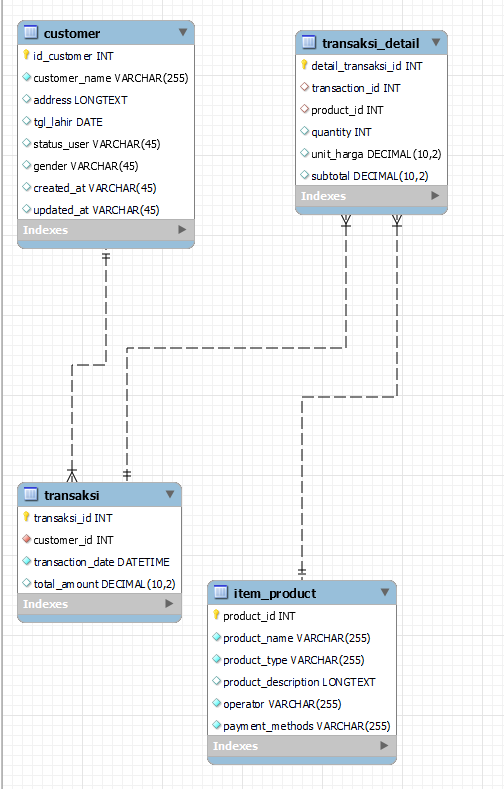 customer
id_customer INT
customer_name VARCHAR(255)
address LONGTEXT
tgl_lahir DATE
status_user VARCHAR(45)
gender VARCHAR(45)
created_at VARCHAR(45)
updated_at VARCHAR(45)
Indexes
transaksi_detail
detail_transaksi_id INT
transaction_id INT
product_id INT
quantity INT
unit_harga DECIMAL(10,2)
subtotal DECIMAL(10,2)
Indexes
transaksi
transaksi_id INT
customer_id INT
transaction_date DATETIME
total_amount DECIMAL(10,2)
Indexes
item_product
product_id INT
product_name VARCHAR(255)
product_type VARCHAR(255)
product_description LONGTEXT
operator VARCHAR(255)
payment_methods VARCHAR(255)
Indexes